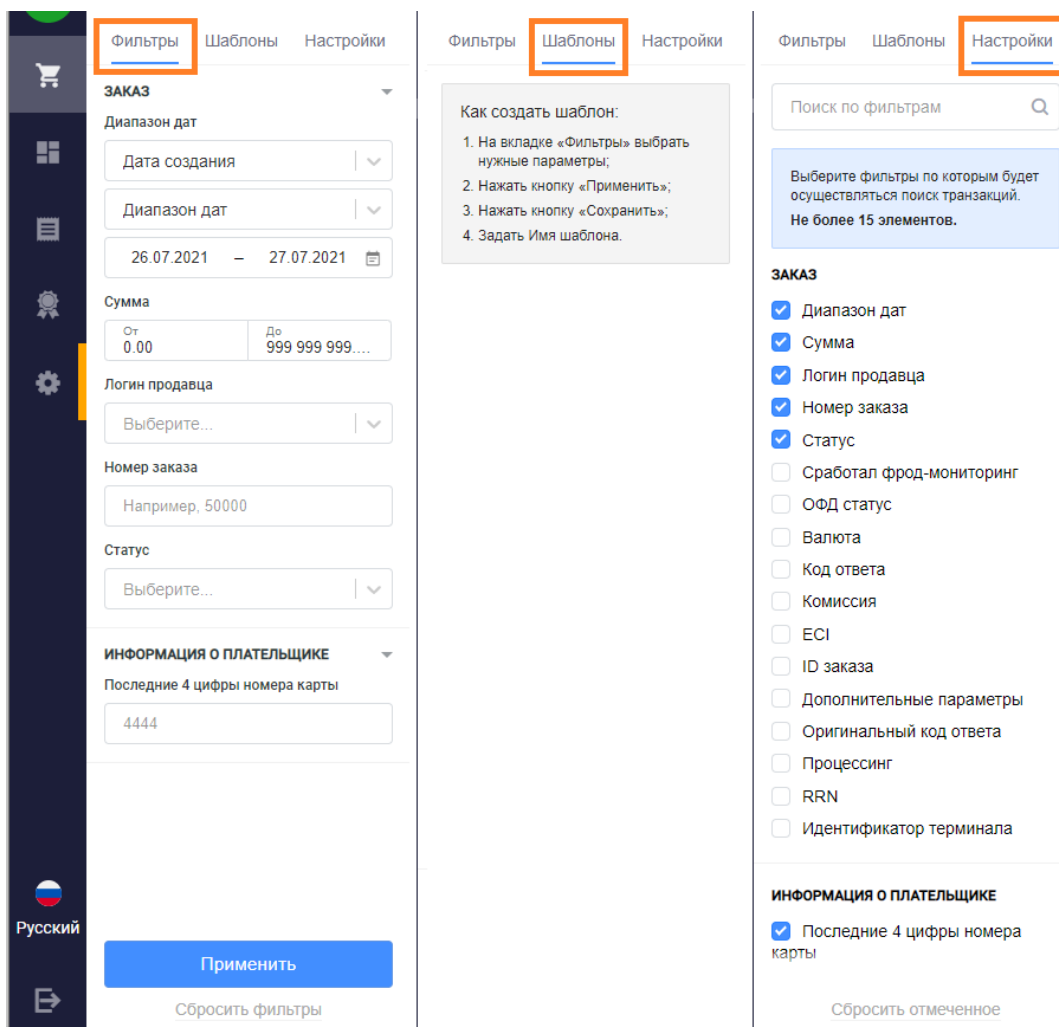 Русский
Фильтры Шаблоны Настройки
ЗАКАЗ
Диапазон дат
Дата создания
Диапазон дат
26.07.2021 – 27.07.2021
Сумма
От До
0.00 999 999 999....
Логин продавца
Выберите...
Номер заказа
Например, 50000
Статус
Выберите...
ИНФОРМАЦИЯ О ПЛАТЕЛЬЩИКЕ
Последние 4 цифры номера карты
4444
Применить
Сбросить фильтры
Фильтры Шаблоны Настройки
Как создать шаблон:
1. На вкладке «Фильтры» выбрать
нужные параметры;
2. Нажать кнопку «Применить»;
3. Нажать кнопку «Сохранить»;
4. Задать Имя шаблона.
Фильтры Шаблоны Настройки
Поиск по фильтрам
Выберите фильтры по которым будет
осуществляться поиск транзакций.
Не более 15 элементов.
ЗАКАЗ
Диапазон дат
Сумма
Логин продавца
Номер заказа
Статус
Сработал фрод-мониторинг
ОФД статус
Валюта
Код ответа
Комиссия
ECI
ID заказа
Дополнительные параметры
Оригинальный код ответа
Процессинг
RRN
Идентификатор терминала
ИНФОРМАЦИЯ О ПЛАТЕЛЬЩИКЕ
Последние 4 цифры номера
карты
Сбросить отмеченное